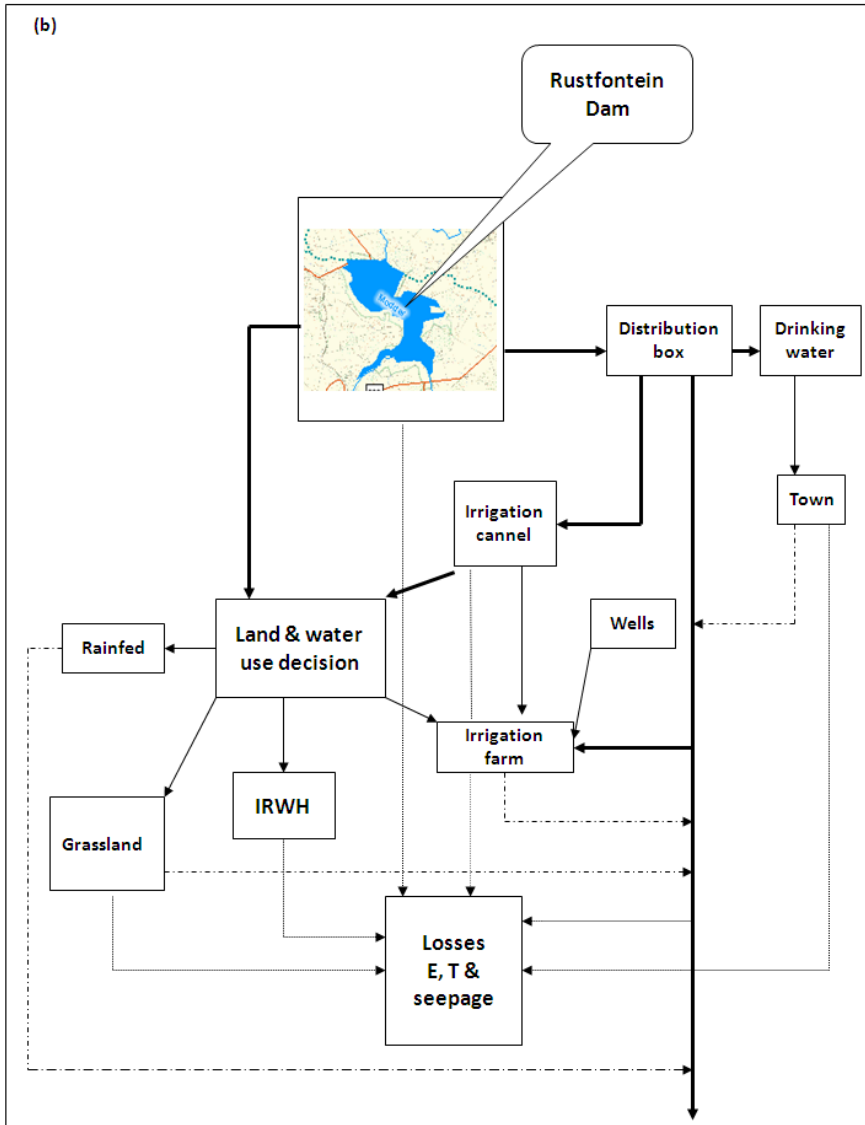 (b)
Rustfontein
Dam
Modder
Distribution
box
Drinking
water
Irrigation
cannel
Town
Land & water
use decision
Wells
Rainfed
Irrigation
farm
IRWH
Grassland
Losses
E, T &
seepage